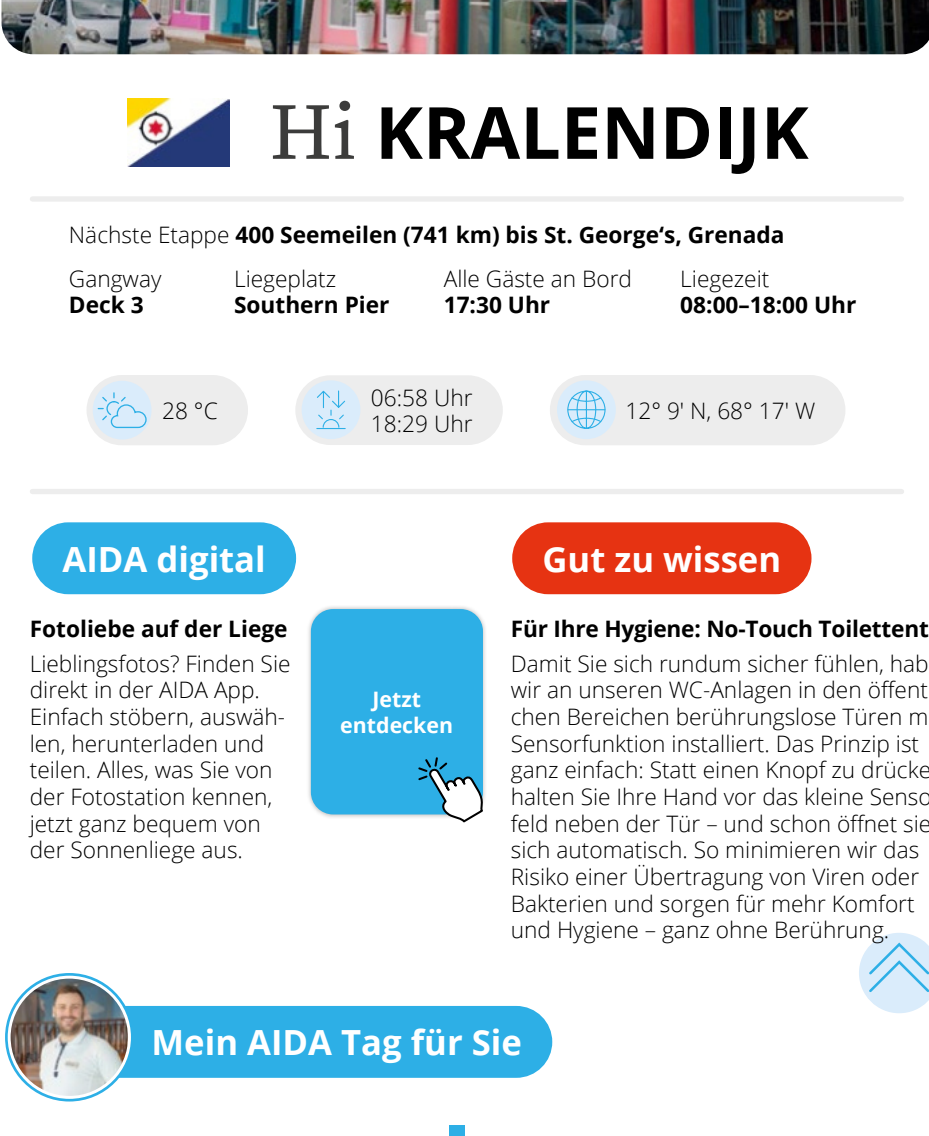 Hi KRALENDIJK
Nächste Etappe 400 Seemeilen (741 km) bis St. George‘s, Grenada
Gangway
Deck 3
Liegeplatz
Southern Pier
Alle Gäste an Bord
17:30 Uhr
Liegezeit
08:00–18:00 Uhr
28 °C
06:58 Uhr
18:29 Uhr
12° 9' N, 68° 17' W
AIDA digital
Fotoliebe auf der Liege
Lieblingsfotos? Finden Sie
direkt in der AIDA App.
Einfach stöbern, auswäh-
len, herunterladen und
teilen. Alles, was Sie von
der Fotostation kennen,
jetzt ganz bequem von
der Sonnenliege aus.
Jetzt
entdecken
Gut zu wissen
Für Ihre Hygiene: No-Touch Toilettent
Damit Sie sich rundum sicher fühlen, hab
wir an unseren WC-Anlagen in den öffent
chen Bereichen berührungslose Türen m
Sensorfunktion installiert. Das Prinzip ist
ganz einfach: Statt einen Knopf zu drücke
halten Sie Ihre Hand vor das kleine Senso
feld neben der Tür – und schon öffnet sie
sich automatisch. So minimieren wir das
Risiko einer Übertragung von Viren oder
Bakterien und sorgen für mehr Komfort
und Hygiene – ganz ohne Berührung.
Mein AIDA Tag für Sie